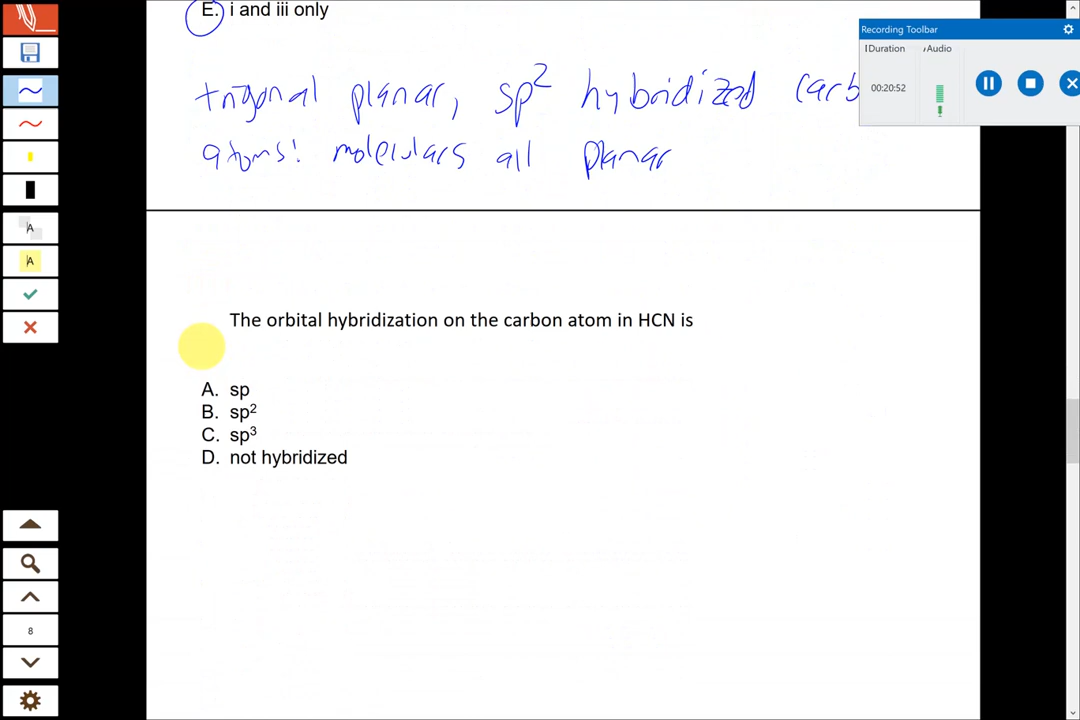 E. i and iii only
Recording Toolbar
Duration
Audio
00:20:52
trigonal planar, sp2 hybridized carb
atoms: moleculars all planar
The orbital hybridization on the carbon atom in HCN is
A. sp
B. sp2
C. sp3
D. not hybridized
A
A
8